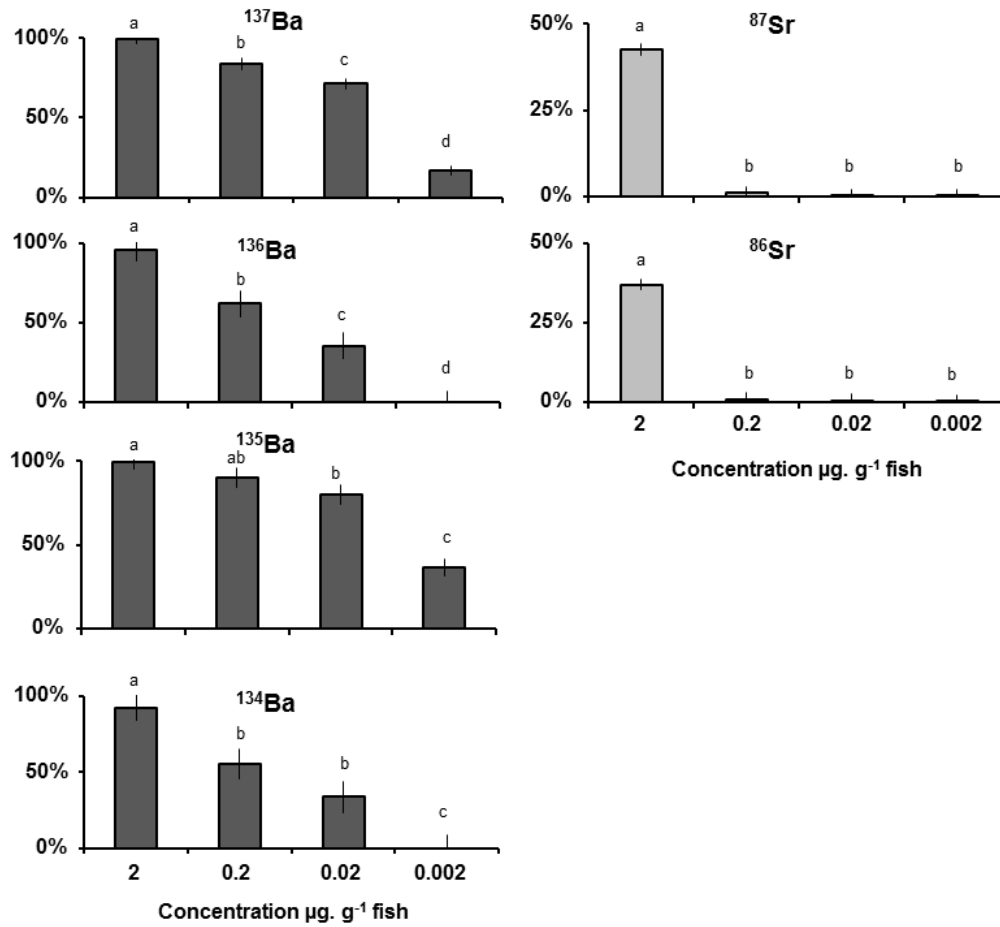 ¹³⁷Ba
100%
50%
0%
a
b
c
d
¹³⁶Ba
100%
50%
0%
a
b
c
d
¹³⁵Ba
100%
50%
0%
a
ab
b
c
¹³⁴Ba
100%
50%
0%
a
b
b
c
2 0.2 0.02 0.002
Concentration µg. g⁻¹ fish
⁸⁷Sr
50%
25%
0%
a
b
b
b
⁸⁶Sr
50%
25%
0%
a
b
b
b
2 0.2 0.02 0.002
Concentration µg. g⁻¹ fish